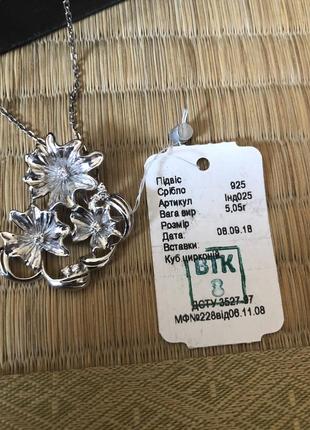 Підвіс
Срібло 925
Артикул Інд025
Вага вир 5,05г
Розмір
Дата: 08.09.18
Вставки:
Куб цирконій
ВТК
8
ДСТУ 3527-97
МФ№228від06.11.08